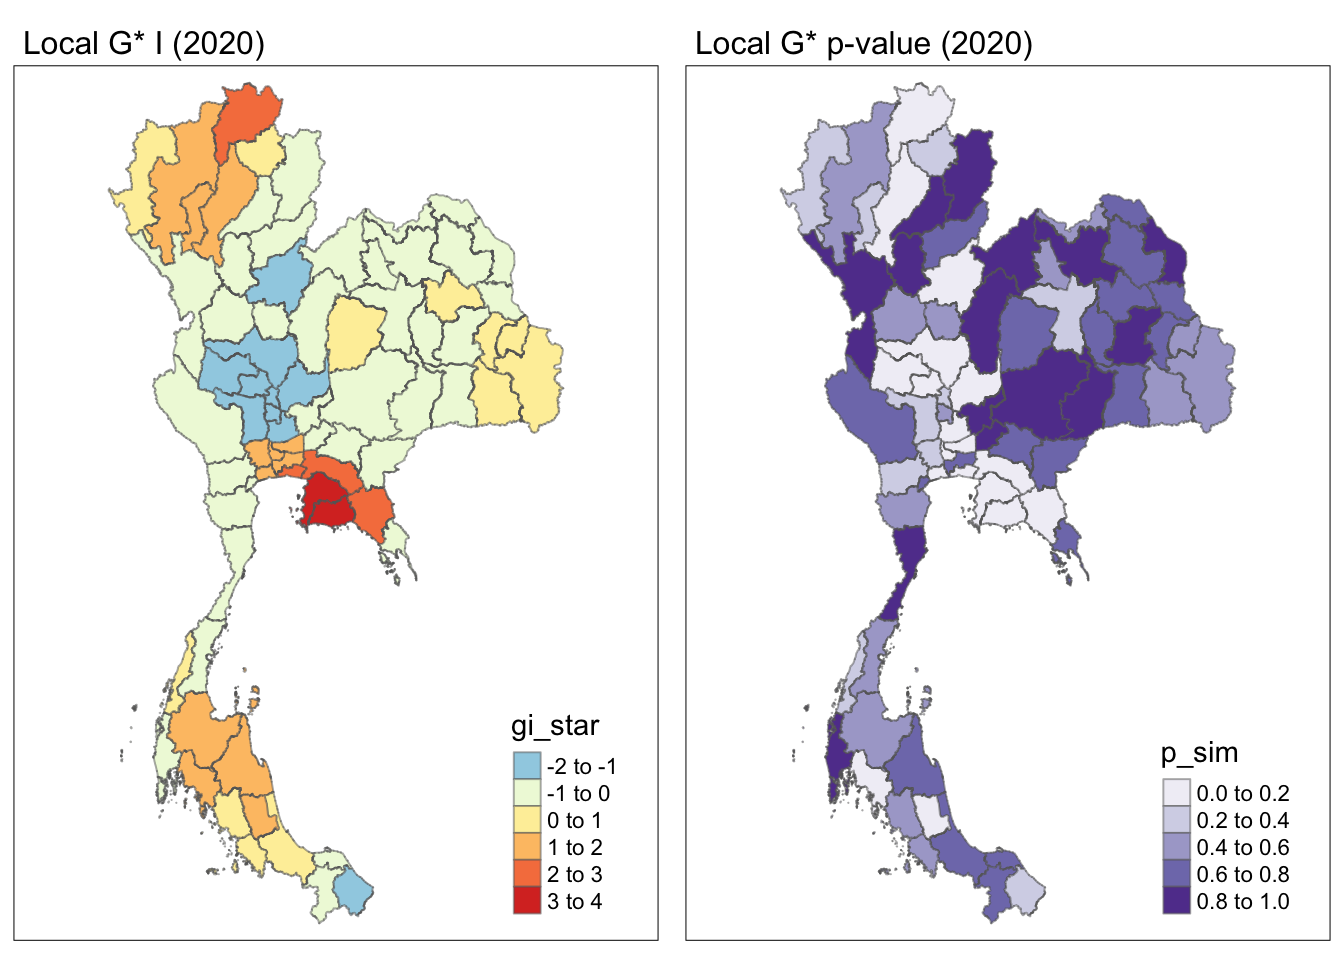 Local G* I (2020)
Local G* p-value (2020)
gi_star
-2 to -1
-1 to 0
0 to 1
1 to 2
2 to 3
3 to 4
p_sim
0.0 to 0.2
0.2 to 0.4
0.4 to 0.6
0.6 to 0.8
0.8 to 1.0